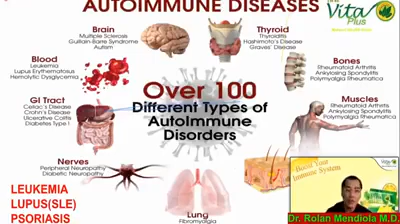 AUTOIMMUNE DISEASES
Vita
Plus
Brain
Multiple Sclerosis
Guillain Barre Syndrome
Autism
Thyroid
Thyroiditis
Hashimoto's Disease
Graves' Disease
Blood
Leukemia
Lupus Erythematosus
Hemolytic Dysglycemia
Bones
Rheumatoid Arthritis
Ankylosing Spondylitis
Polymyalgia Rheumatica
GI Tract
Celiac's Disease
Crohn's Disease
Ulcerative Colitis
Diabetes Type I
Over 100
Different Types of
AutoImmune
Disorders
Muscles
Rheumatoid Arthritis
Ankylosing Spondylitis
Polymyalgia Rheumatica
Nerves
Peripheral Neuropathy
Diabetic Neuropathy
Lung
Fibromyalgia
Boost Your
Immune System
LEUKEMIA
LUPUS(SLE)
PSORIASIS
Dr. Rolan Mendiola M.D.